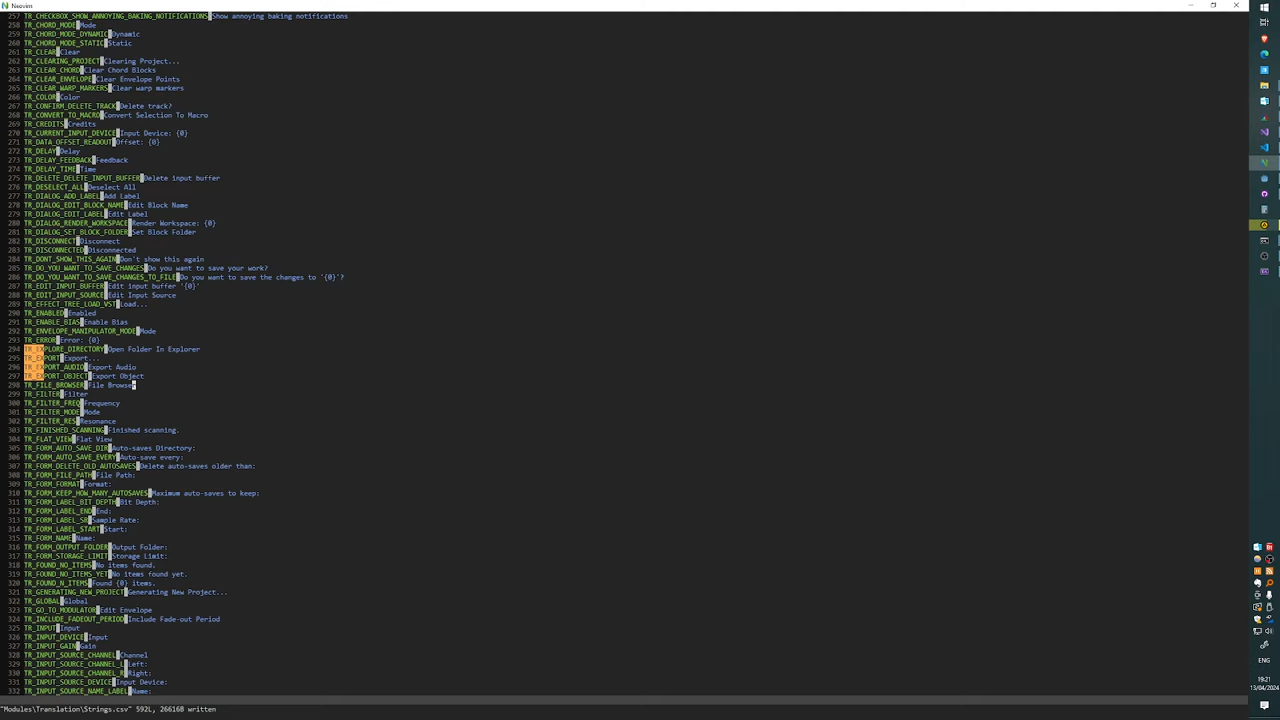 Neovim
257 TR_CHECKBOX_SHOW_ANNOYING_BAKING_NOTIFICATIONS Show annoying baking notifications
258 TR_CHORD_MODE Mode
259 TR_CHORD_MODE_DYNAMIC Dynamic
260 TR_CHORD_MODE_STATIC Static
261 TR_CLEAR Clear
262 TR_CLEARING_PROJECT Clearing Project...
263 TR_CLEAR_CHORD Clear Chord Blocks
264 TR_CLEAR_ENVELOPE Clear Envelope Points
265 TR_CLEAR_WARP_MARKERS Clear warp markers
266 TR_COLOR Color
267 TR_CONFIRM_DELETE_TRACK Delete track?
268 TR_CONVERT_TO_MACRO Convert Selection To Macro
269 TR_CREDITS Credits
270 TR_CURRENT_INPUT_DEVICE Input Device: {0}
271 TR_DATA_OFFSET_READOUT Offset: {0}
272 TR_DELAY Delay
273 TR_DELAY_FEEDBACK Feedback
274 TR_DELAY_TIME Time
275 TR_DELETE_DELETE_INPUT_BUFFER Delete input buffer
276 TR_DESELECT_ALL Deselect All
277 TR_DIALOG_ADD_LABEL Add Label
278 TR_DIALOG_EDIT_BLOCK_NAME Edit Block Name
279 TR_DIALOG_EDIT_LABEL Edit Label
280 TR_DIALOG_RENDER_WORKSPACE Render Workspace: {0}
281 TR_DIALOG_SET_BLOCK_FOLDER Set Block Folder
282 TR_DISCONNECT Disconnect
283 TR_DISCONNECTED Disconnected
284 TR_DONT_SHOW_THIS_AGAIN Don't show this again
285 TR_DO_YOU_WANT_TO_SAVE_CHANGES Do you want to save your work?
286 TR_DO_YOU_WANT_TO_SAVE_CHANGES_TO_FILE Do you want to save the changes to '{0}'?
287 TR_EDIT_INPUT_BUFFER Edit input buffer '{0}'
288 TR_EDIT_INPUT_SOURCE Edit Input Source
289 TR_EFFECT_TREE_LOAD_VST Load...
290 TR_ENABLED Enabled
291 TR_ENABLE_BIAS Enable Bias
292 TR_ENVELOPE_MANIPULATOR_MODE Mode
293 TR_ERROR Error: {0}
294 TR_EXPLORE_DIRECTORY Open Folder In Explorer
295 TR_EXPORT Export...
296 TR_EXPORT_AUDIO Export Audio
297 TR_EXPORT_OBJECT Export Object
298 TR_FILE_BROWSER File Browser
299 TR_FILTER Filter
300 TR_FILTER_FREQ Frequency
301 TR_FILTER_MODE Mode
302 TR_FILTER_RES Resonance
303 TR_FINISHED_SCANNING Finished scanning.
304 TR_FLAT_VIEW Flat View
305 TR_FORM_AUTO_SAVE_DIR Auto-saves Directory:
306 TR_FORM_AUTO_SAVE_EVERY Auto-save every:
307 TR_FORM_DELETE_OLD_AUTOSAVES Delete auto-saves older than:
308 TR_FORM_FILE_PATH File Path:
309 TR_FORM_FORMAT Format:
310 TR_FORM_KEEP_HOW_MANY_AUTOSAVES Maximum auto-saves to keep:
311 TR_FORM_LABEL_BIT_DEPTH Bit Depth:
312 TR_FORM_LABEL_END End:
313 TR_FORM_LABEL_SR Sample Rate:
314 TR_FORM_LABEL_START Start:
315 TR_FORM_NAME Name:
316 TR_FORM_OUTPUT_FOLDER Output Folder:
317 TR_FORM_STORAGE_LIMIT Storage Limit:
318 TR_FOUND_NO_ITEMS No items found.
319 TR_FOUND_NO_ITEMS_YET No items found yet.
320 TR_FOUND_N_ITEMS Found {0} items.
321 TR_GENERATING_NEW_PROJECT Generating New Project...
322 TR_GLOBAL Global
323 TR_GO_TO_MODULATOR Edit Envelope
324 TR_INCLUDE_FADEOUT_PERIOD Include Fade-out Period
325 TR_INPUT Input
326 TR_INPUT_DEVICE Input
327 TR_INPUT_GAIN Gain
328 TR_INPUT_SOURCE_CHANNEL Channel
329 TR_INPUT_SOURCE_CHANNEL_L Left:
330 TR_INPUT_SOURCE_CHANNEL_R Right:
331 TR_INPUT_SOURCE_DEVICE Input Device:
332 TR_INPUT_SOURCE_NAME_LABEL Name:
"Modules\Translation\Strings.csv" 592L, 26616B written
ENG
19:21
13/04/2024